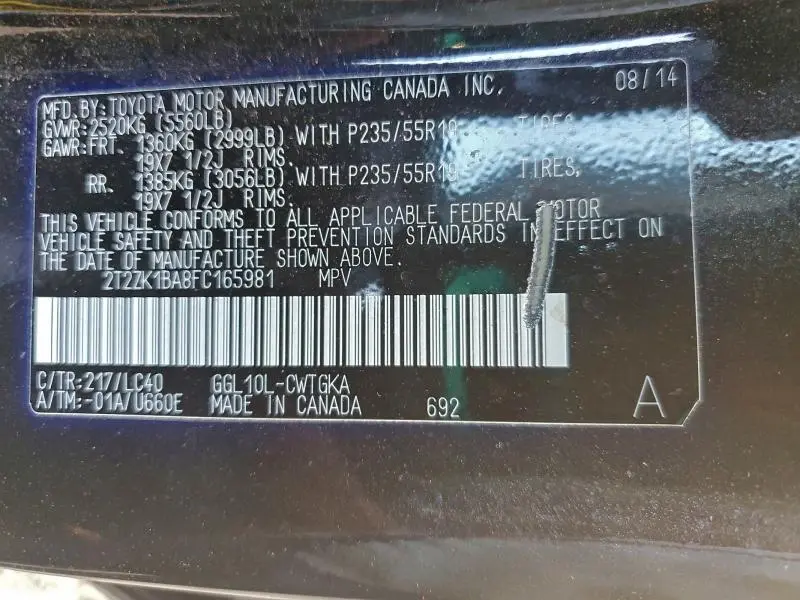 MFD. BY: TOYOTA MOTOR MANUFACTURING CANADA INC. 08/14
GVWR: 2520KG (5560LB)
GAWR: FRT. 1360KG (2999LB) WITH P235/55R19 TIRES,
19X7 1/2J RIMS.
RR. 1385KG (3056LB) WITH P235/55R19 TIRES,
19X7 1/2J RIMS.
THIS VEHICLE CONFORMS TO ALL APPLICABLE FEDERAL MOTOR
VEHICLE SAFETY AND THEFT PREVENTION STANDARDS IN EFFECT ON
THE DATE OF MANUFACTURE SHOWN ABOVE.
2T2ZK1BA8FC165981 MPV
C/TR: 217/LC40 GGL10L-CWTGKA
A/TM: -01A/U660E MADE IN CANADA 692 A